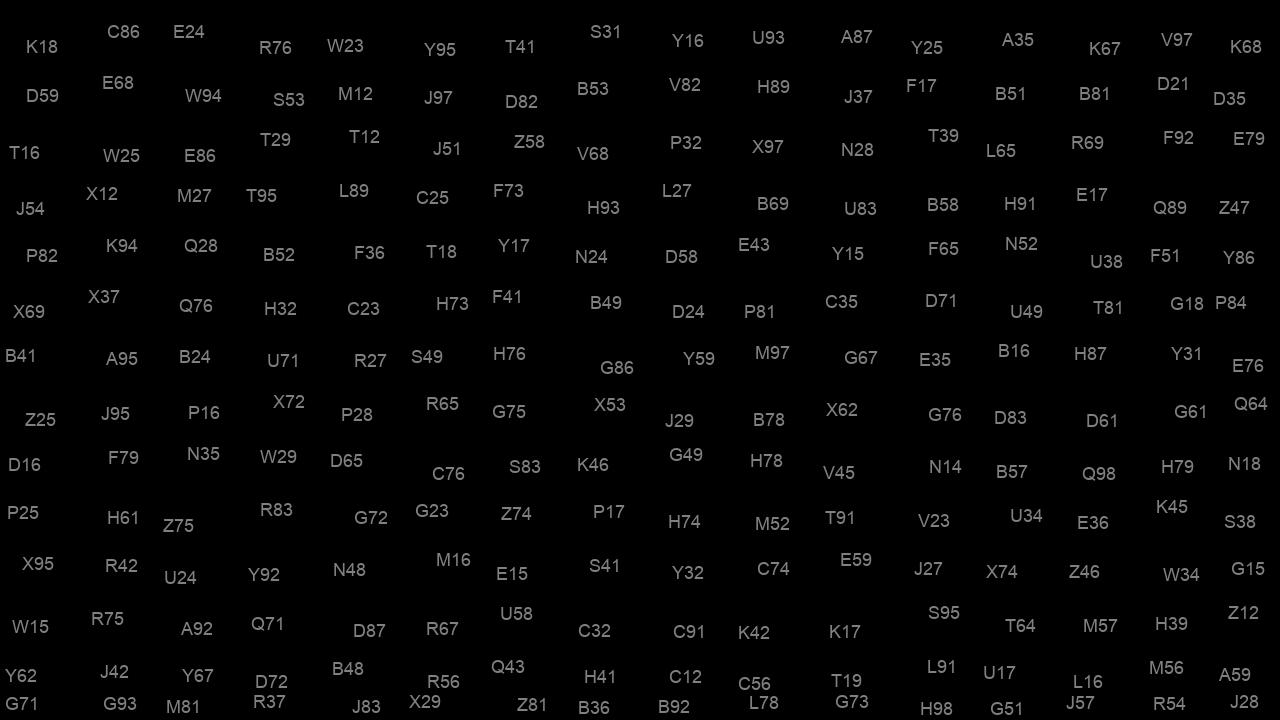 K18 C86 E24 R76 W23 Y95 T41 S31 Y16 U93 A87 Y25 A35 K67 V97 K68
D59 E68 W94 S53 M12 J97 D82 B53 V82 H89 J37 F17 B51 B81 D21 D35
T16 W25 E86 T29 T12 J51 Z58 V68 P32 X97 N28 T39 L65 R69 F92 E79
J54 X12 M27 T95 L89 C25 F73 H93 L27 B69 U83 B58 H91 E17 Q89 Z47
P82 K94 Q28 B52 F36 T18 Y17 N24 D58 E43 Y15 F65 N52 U38 F51 Y86
X69 X37 Q76 H32 C23 H73 F41 B49 D24 P81 C35 D71 U49 T81 G18 P84
B41 A95 B24 U71 R27 S49 H76 G86 Y59 M97 G67 E35 B16 H87 Y31 E76
Z25 J95 P16 X72 P28 R65 G75 X53 J29 B78 X62 G76 D83 D61 G61 Q64
D16 F79 N35 W29 D65 C76 S83 K46 G49 H78 V45 N14 B57 Q98 H79 N18
P25 H61 Z75 R83 G72 G23 Z74 P17 H74 M52 T91 V23 U34 E36 K45 S38
X95 R42 U24 Y92 N48 M16 E15 S41 Y32 C74 E59 J27 X74 Z46 W34 G15
W15 R75 A92 Q71 D87 R67 U58 C32 C91 K42 K17 S95 T64 M57 H39 Z12
Y62 J42 Y67 D72 B48 R56 Q43 H41 C12 C56 T19 L91 U17 L16 M56 A59
G71 G93 M81 R37 J83 X29 Z81 B36 B92 L78 G73 H98 G51 J57 R54 J28